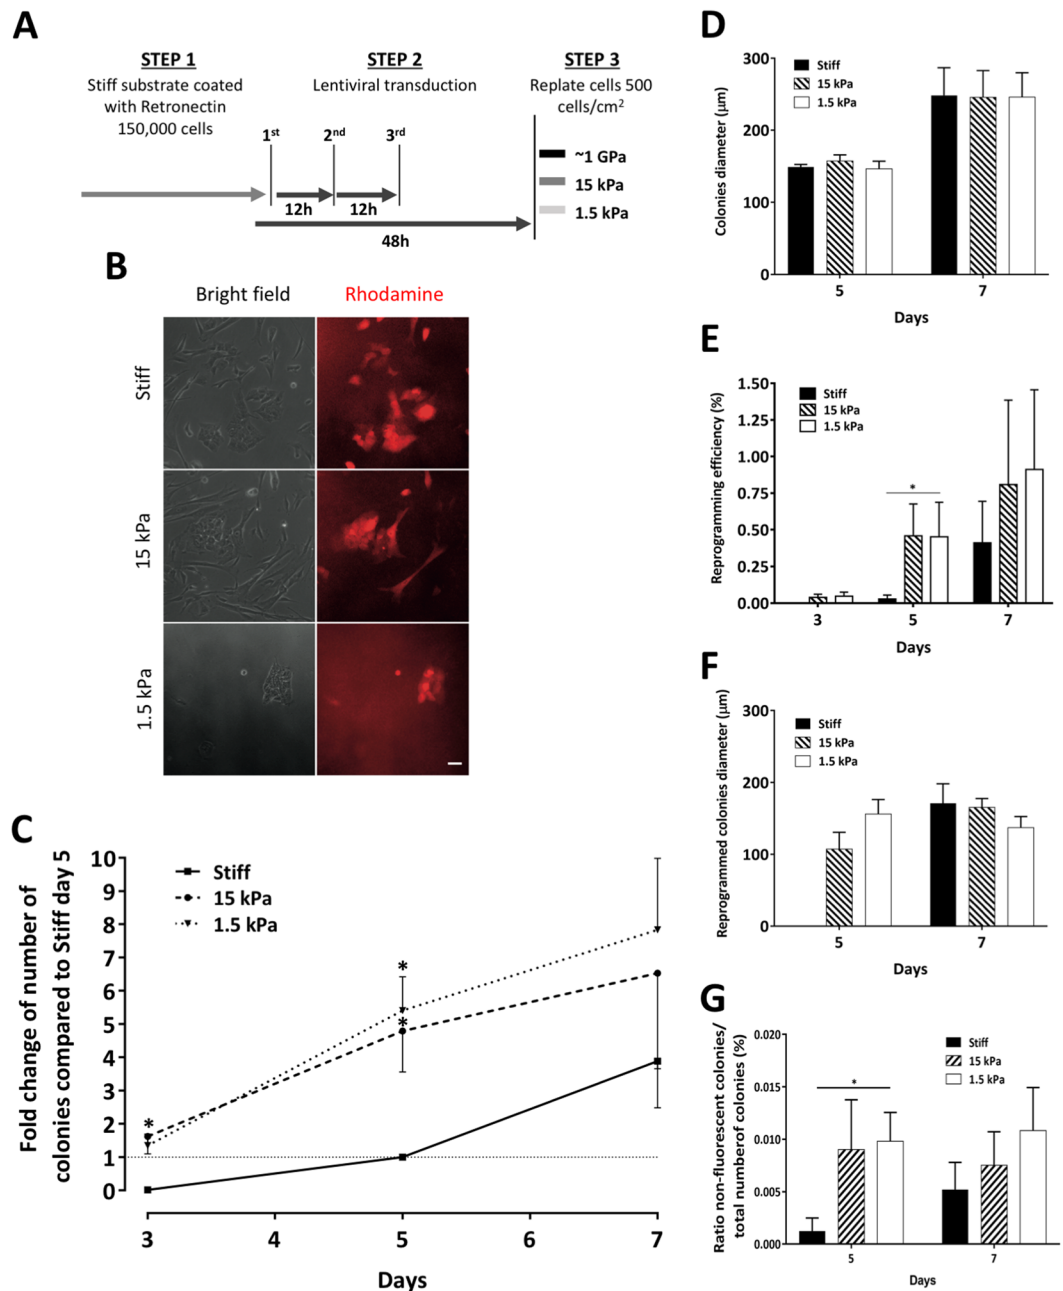 A
STEP 1
Stiff substrate coated
with Retronectin
150,000 cells
STEP 2
Lentiviral transduction
STEP 3
Replate cells 500
cells/cm²
1st
2nd
3rd
12h
12h
48h
~1 GPa
15 kPa
1.5 kPa
B
Bright field
Rhodamine
Stiff
15 kPa
1.5 kPa
C
Fold change of number of
colonies compared to Stiff day 5
10
9
8
7
6
5
4
3
2
1
0
Stiff
15 kPa
1.5 kPa
*
*
*
3
4
5
6
7
Days
D
Colonies diameter (μm)
300
200
100
0
Stiff
15 kPa
1.5 kPa
5
7
Days
E
Reprogramming efficiency (%)
1.50
1.25
1.00
0.75
0.50
0.25
0.00
Stiff
15 kPa
1.5 kPa
*
3
5
7
Days
F
Reprogrammed colonies diameter (μm)
300
200
100
0
Stiff
15 kPa
1.5 kPa
5
7
Days
G
Ratio non-fluorescent colonies/
total numberof colonies (%)
0.020
0.015
0.010
0.005
0.000
Stiff
15 kPa
1.5 kPa
*
5
7
Days